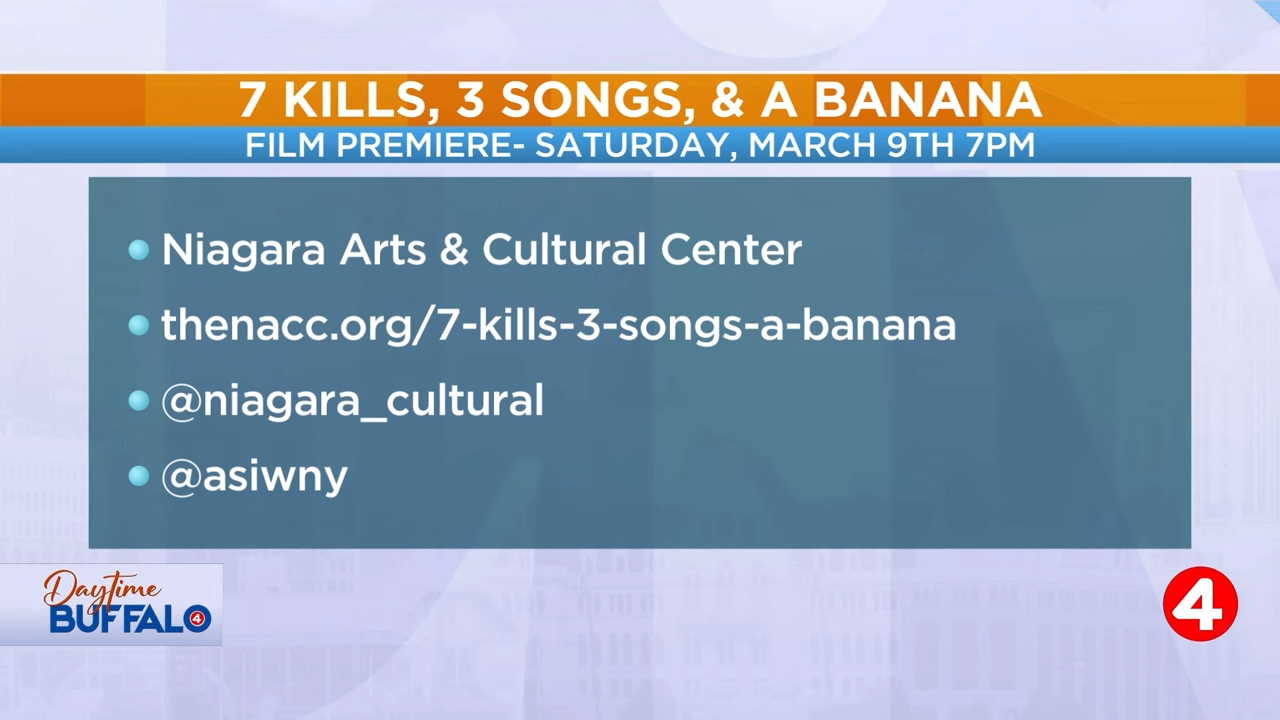 7 KILLS, 3 SONGS, & A BANANA
FILM PREMIERE- SATURDAY, MARCH 9TH 7PM
Niagara Arts & Cultural Center
thenacc.org/7-kills-3-songs-a-banana
@niagara_cultural
@asiwny
Daytime
BUFFALO 4
4